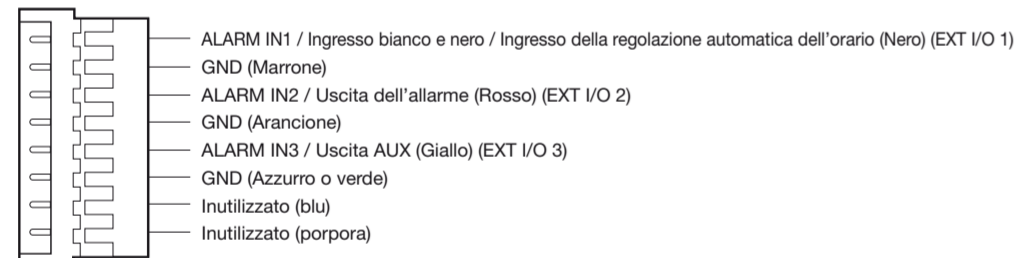 ALARM IN1 / Ingresso bianco e nero / Ingresso della regolazione automatica dell’orario (Nero) (EXT I/O 1)
GND (Marrone)
ALARM IN2 / Uscita dell’allarme (Rosso) (EXT I/O 2)
GND (Arancione)
ALARM IN3 / Uscita AUX (Giallo) (EXT I/O 3)
GND (Azzurro o verde)
Inutilizzato (blu)
Inutilizzato (porpora)